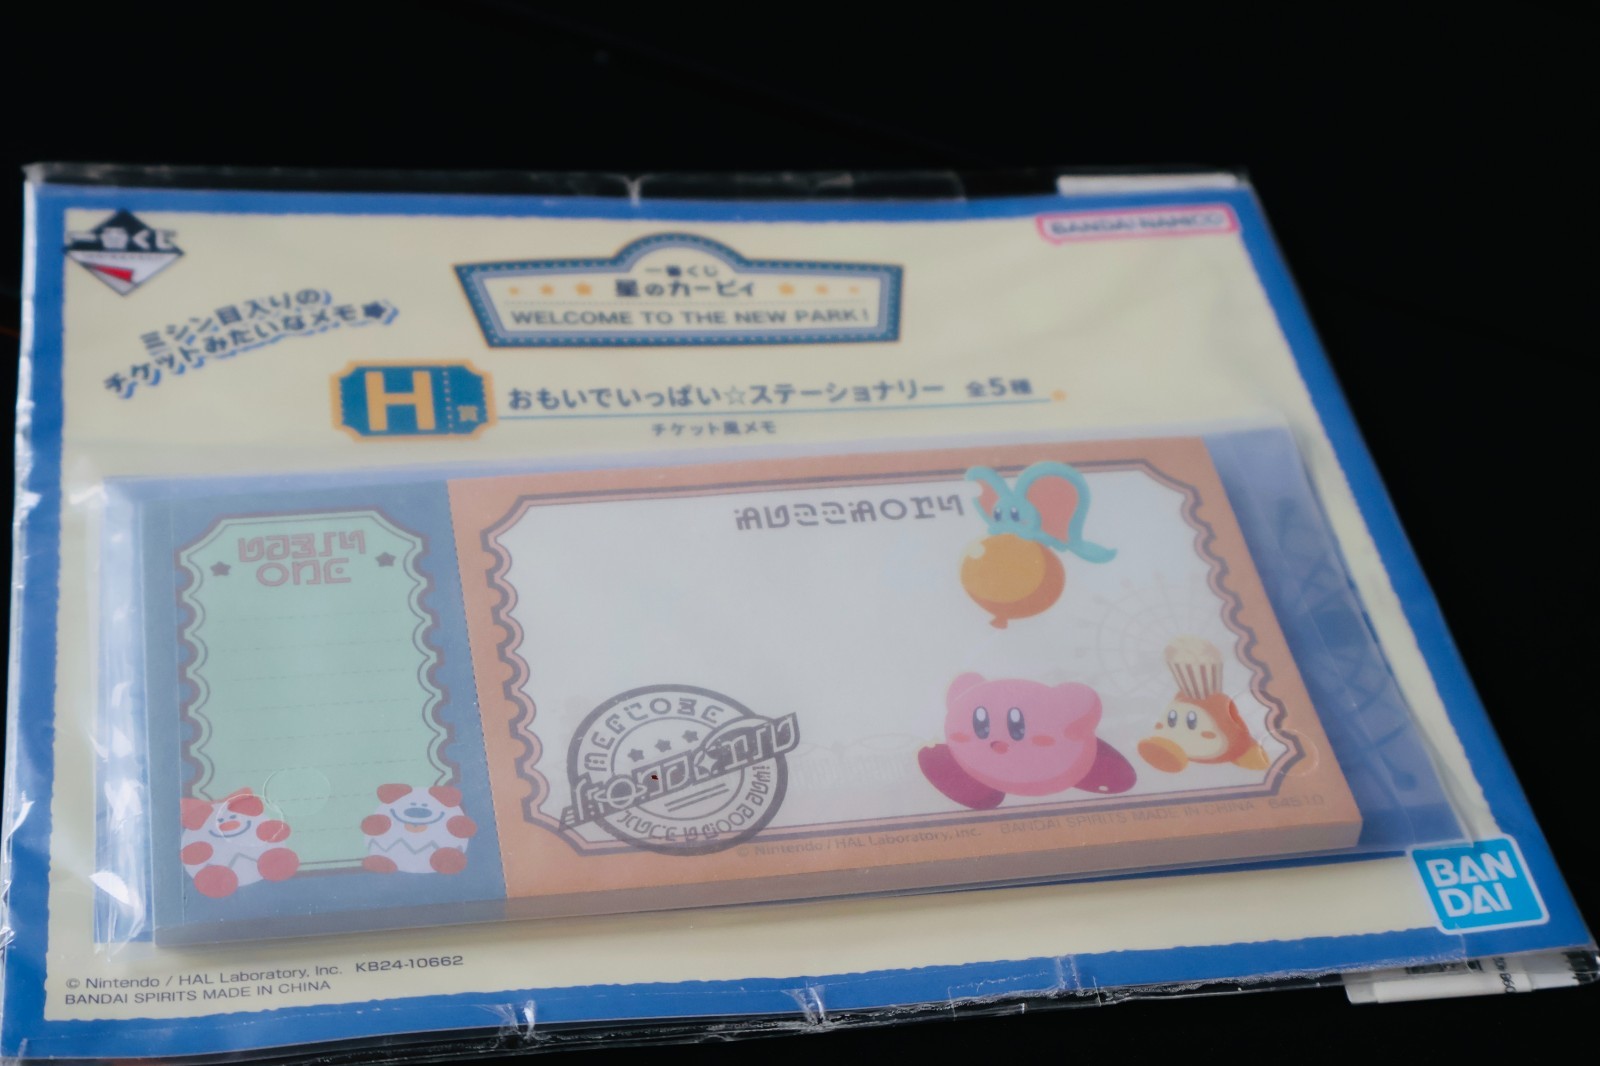 一番くじ
BANDAI NAMCO
ミシン目入りの
チケットみたいなメモ
一番くじ
星のカービィ
WELCOME TO THE NEW PARK!
H賞
おもいでいっぱい☆ステーショナリー 全5種
チケット風メモ
© Nintendo / HAL Laboratory, Inc. BANDAI SPIRITS MADE IN CHINA
BAN
DAI
© Nintendo / HAL Laboratory, Inc. KB24-10662
BANDAI SPIRITS MADE IN CHINA